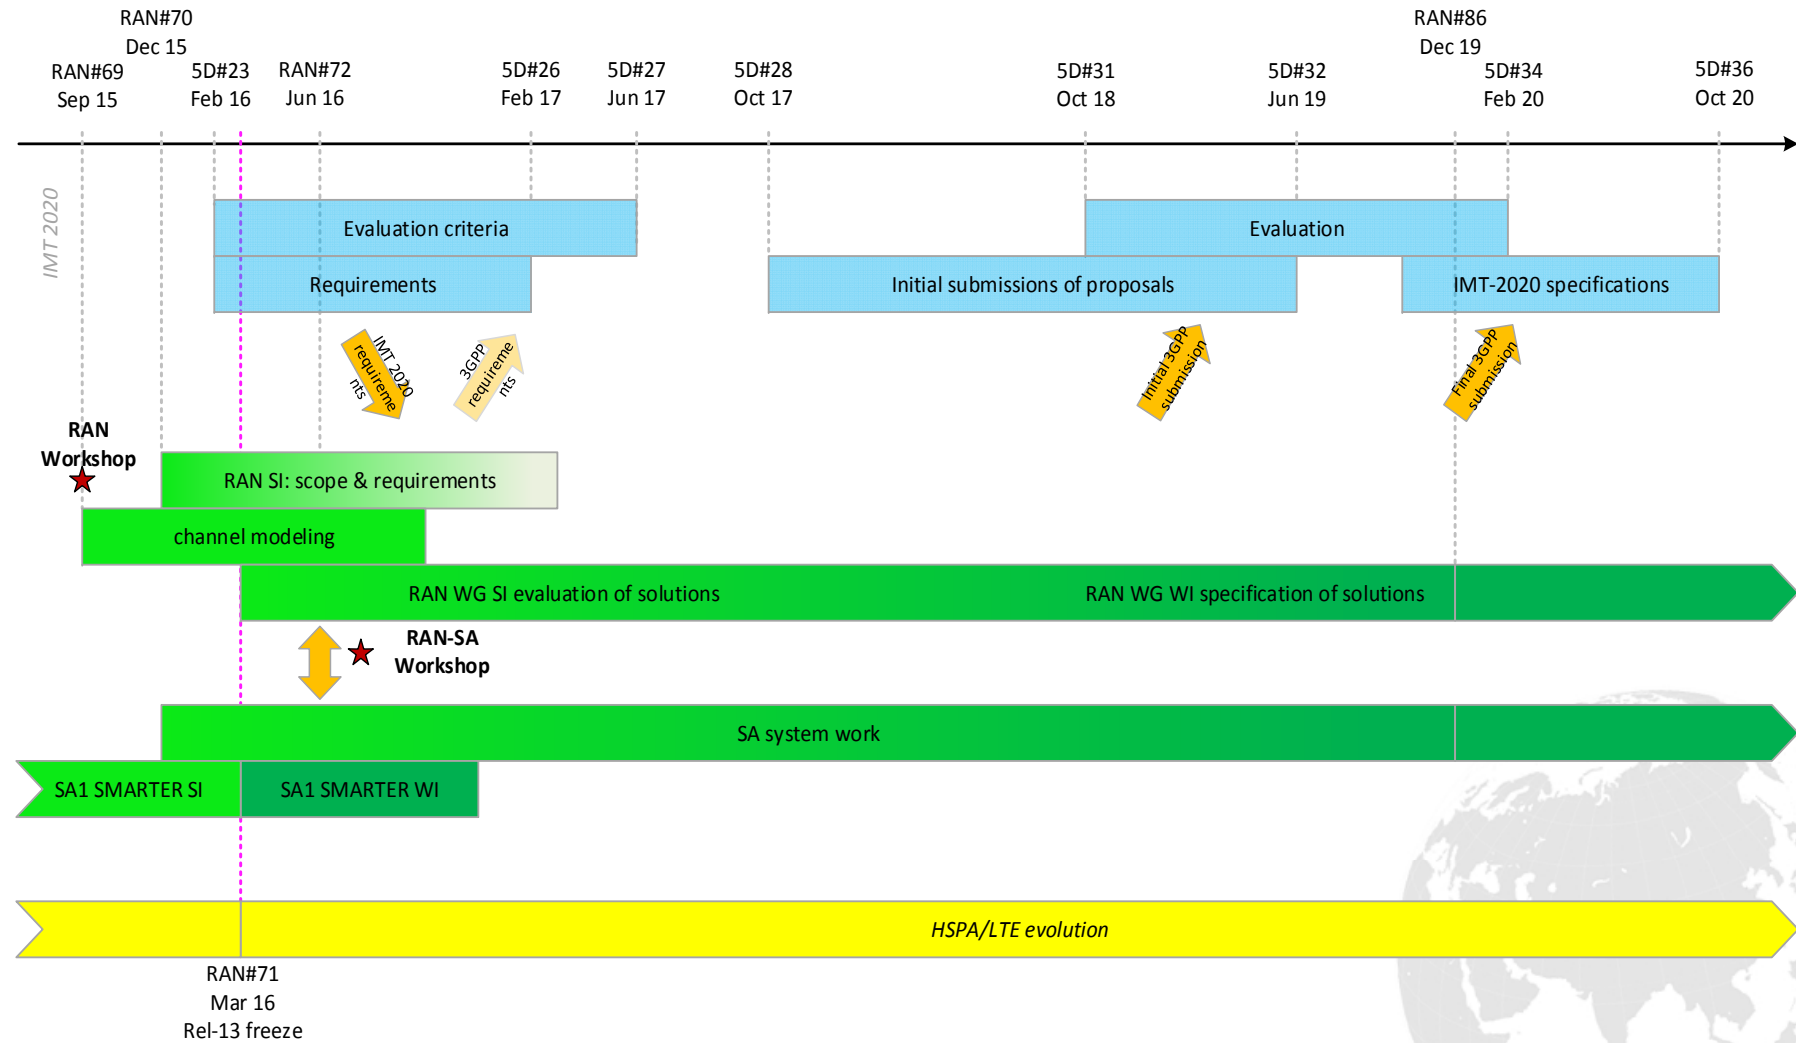 RAN#70
Dec 15
RAN#86
Dec 19
RAN#69
Sep 15
5D#23
Feb 16
RAN#72
Jun 16
5D#26
Feb 17
5D#27
Jun 17
5D#28
Oct 17
5D#31
Oct 18
5D#32
Jun 19
5D#34
Feb 20
5D#36
Oct 20
IMT 2020
Evaluation criteria
Evaluation
Requirements
Initial submissions of proposals
IMT-2020 specifications
IMT 2020
requireme
nts
3GPP
requireme
nts
Initial 3GPP
submission
Final 3GPP
submission
RAN
Workshop
RAN SI: scope & requirements
channel modeling
RAN WG SI evaluation of solutions
RAN WG WI specification of solutions
RAN-SA
Workshop
SA system work
SA1 SMARTER SI
SA1 SMARTER WI
HSPA/LTE evolution
RAN#71
Mar 16
Rel-13 freeze